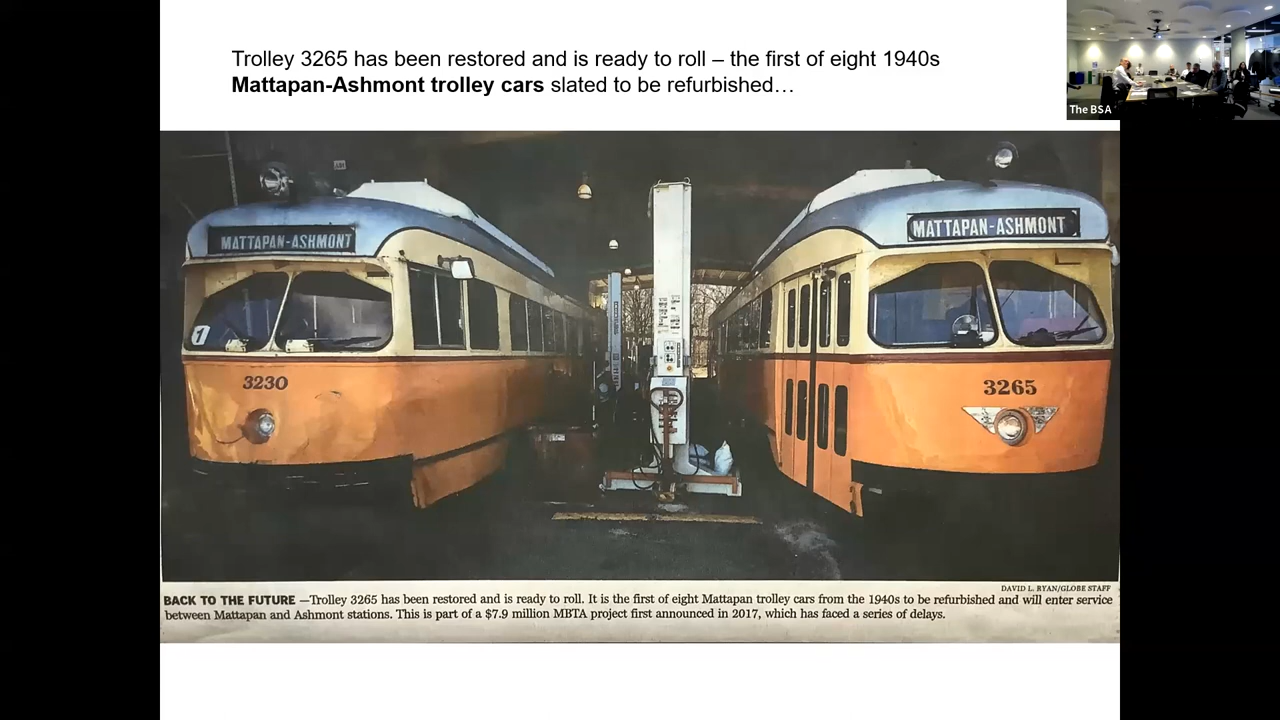 Trolley 3265 has been restored and is ready to roll – the first of eight 1940s
Mattapan-Ashmont trolley cars slated to be refurbished…
The BSA
MATTAPAN-ASHMONT
MATTAPAN-ASHMONT
7
3230
3265
DAVID L. RYAN/GLOBE STAFF
BACK TO THE FUTURE —Trolley 3265 has been restored and is ready to roll. It is the first of eight Mattapan trolley cars from the 1940s to be refurbished and will enter service
between Mattapan and Ashmont stations. This is part of a $7.9 million MBTA project first announced in 2017, which has faced a series of delays.